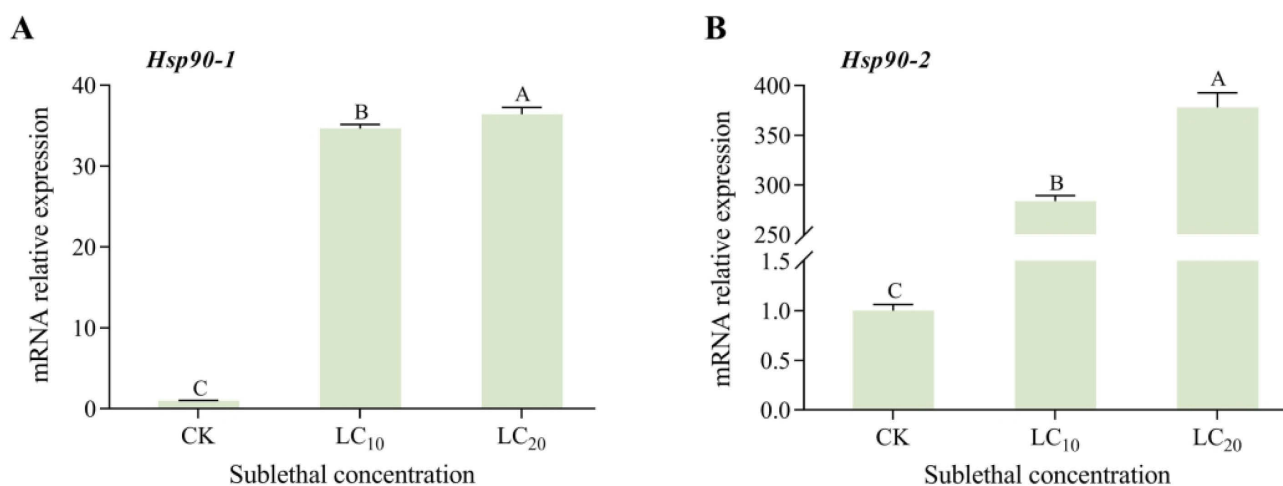 A
Hsp90-1
mRNA relative expression
40
30
20
10
0
C
B
A
CK
LC₁₀
LC₂₀
Sublethal concentration
B
Hsp90-2
mRNA relative expression
400
350
300
250
1.5
1.0
0.5
0.0
C
B
A
CK
LC₁₀
LC₂₀
Sublethal concentration